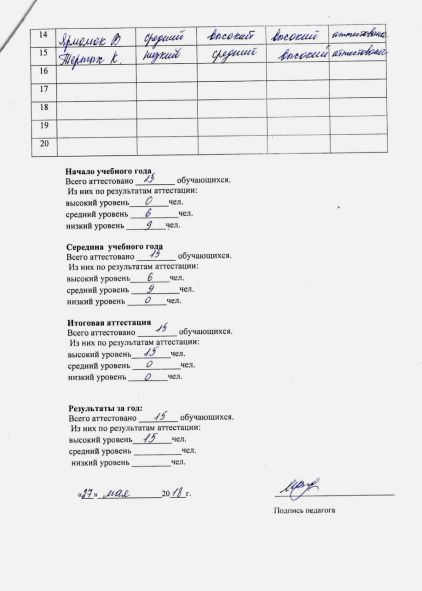 14 Ярмомок В средний высокий высокий аттестована
15 К. низкий средний высокий аттестована
16
17
18
19
20
Начало учебного года
Всего аттестовано 15 обучающихся.
Из них по результатам аттестации:
высокий уровень 0 чел.
средний уровень 6 чел.
низкий уровень 9 чел.
Середина учебного года
Всего аттестовано 15 обучающихся.
Из них по результатам аттестации:
высокий уровень 6 чел.
средний уровень 9 чел.
низкий уровень 0 чел.
Итоговая аттестация
Всего аттестовано 15 обучающихся.
Из них по результатам аттестации:
высокий уровень 15 чел.
средний уровень 0 чел.
низкий уровень 0 чел.
Результаты за год:
Всего аттестовано 15 обучающихся.
Из них по результатам аттестации:
высокий уровень 15 чел.
средний уровень чел.
низкий уровень чел.
«27» мая 2018 г.
Подпись педагога